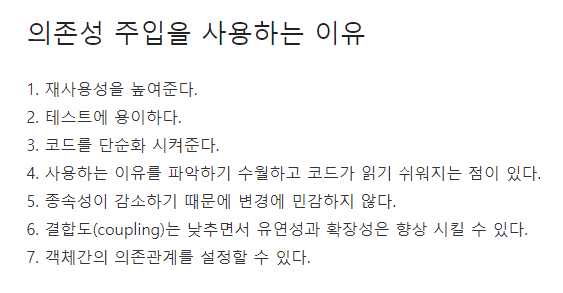 의존성 주입을 사용하는 이유
1. 재사용성을 높여준다.
2. 테스트에 용이하다.
3. 코드를 단순화 시켜준다.
4. 사용하는 이유를 파악하기 수월하고 코드가 읽기 쉬워지는 점이 있다.
5. 종속성이 감소하기 때문에 변경에 민감하지 않다.
6. 결합도(coupling)는 낮추면서 유연성과 확장성은 향상 시킬 수 있다.
7. 객체간의 의존관계를 설정할 수 있다.